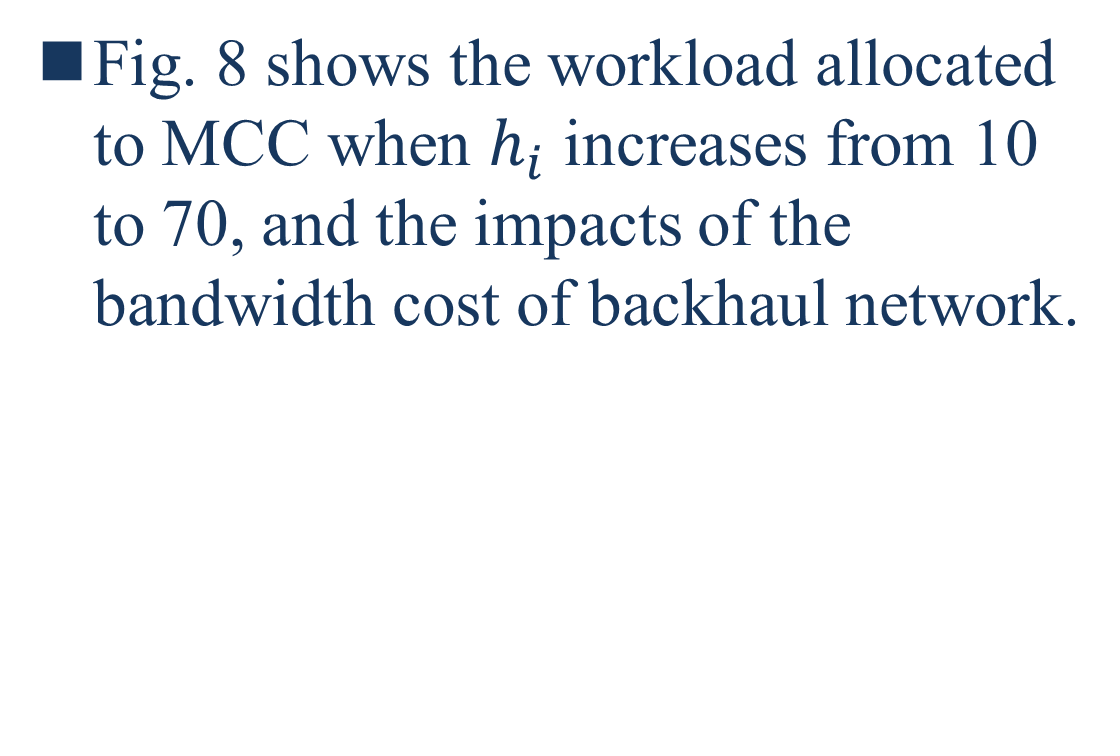 ■ Fig. 8 shows the workload allocated
to MCC when hᵢ increases from 10
to 70, and the impacts of the
bandwidth cost of backhaul network.